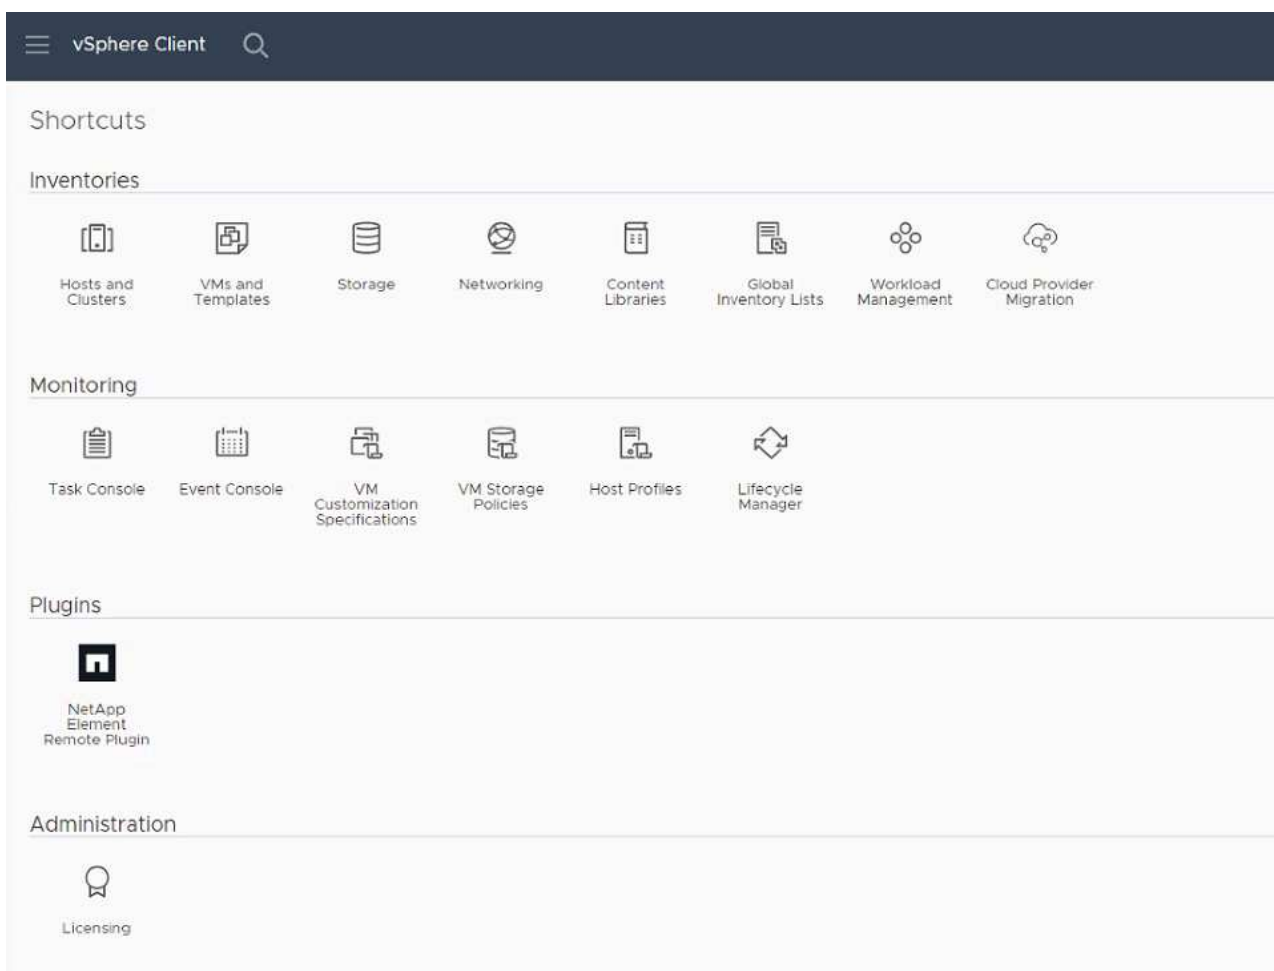 vSphere Client
Shortcuts
Inventories
Hosts and
Clusters
VMs and
Templates
Storage
Networking
Content
Libraries
Global
Inventory Lists
Workload
Management
Cloud Provider
Migration
Monitoring
Task Console
Event Console
VM
Customization
Specifications
VM Storage
Policies
Host Profiles
Lifecycle
Manager
Plugins
NetApp
Element
Remote Plugin
Administration
Licensing